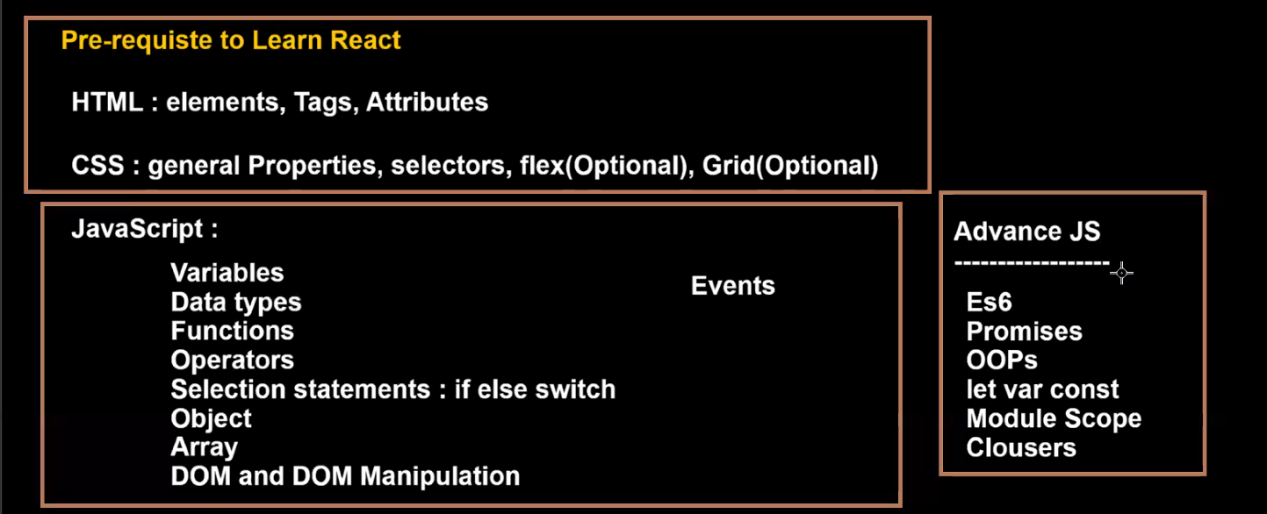 Pre-requiste to Learn React
HTML : elements, Tags, Attributes
CSS : general Properties, selectors, flex(Optional), Grid(Optional)
JavaScript :
Variables
Data types
Functions
Operators
Selection statements : if else switch
Object
Array
DOM and DOM Manipulation
Events
Advance JS
------------------
Es6
Promises
OOPs
let var const
Module Scope
Clousers